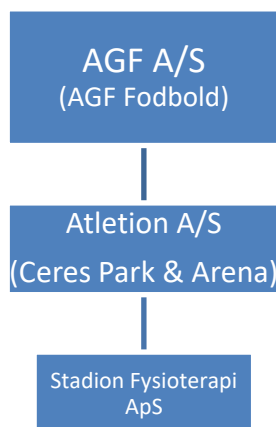 AGF A/S
(AGF Fodbold)
Atletion A/S
(Ceres Park & Arena)
Stadion Fysioterapi
ApS